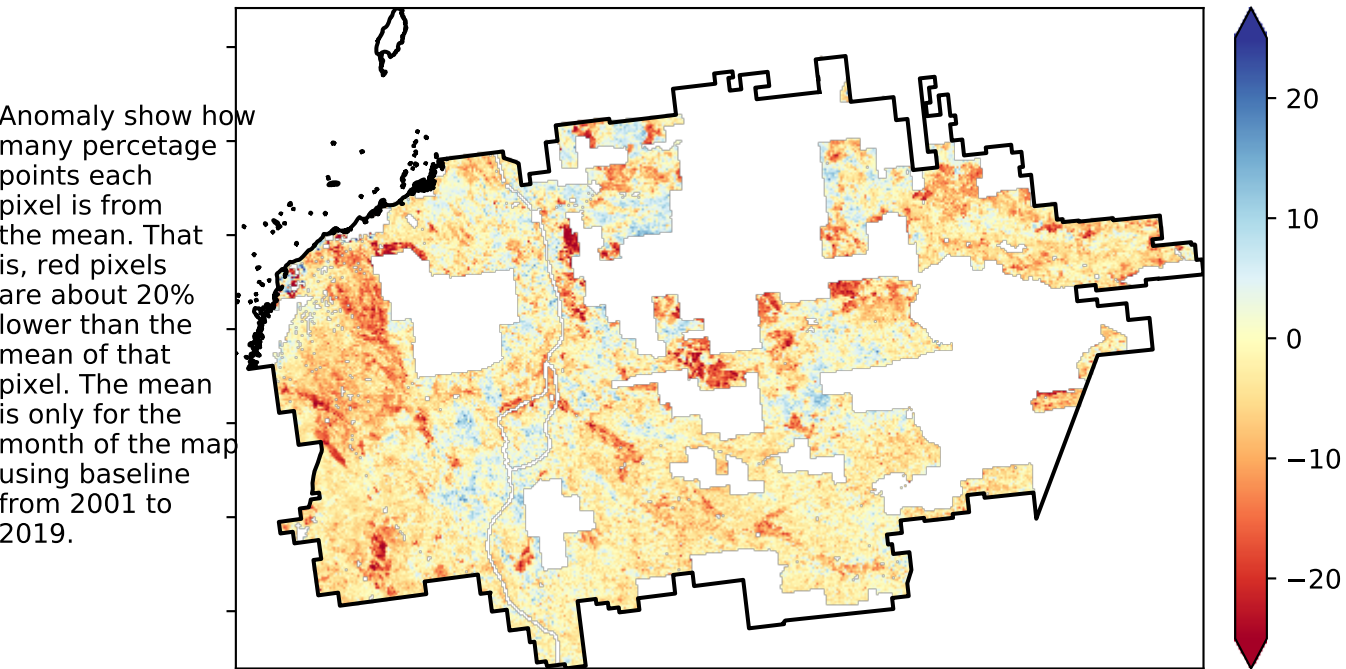 Anomaly show how
many percetage
points each
pixel is from
the mean. That
is, red pixels
are about 20%
lower than the
mean of that
pixel. The mean
is only for the
month of the map
using baseline
from 2001 to
2019.
20
10
0
−10
−20